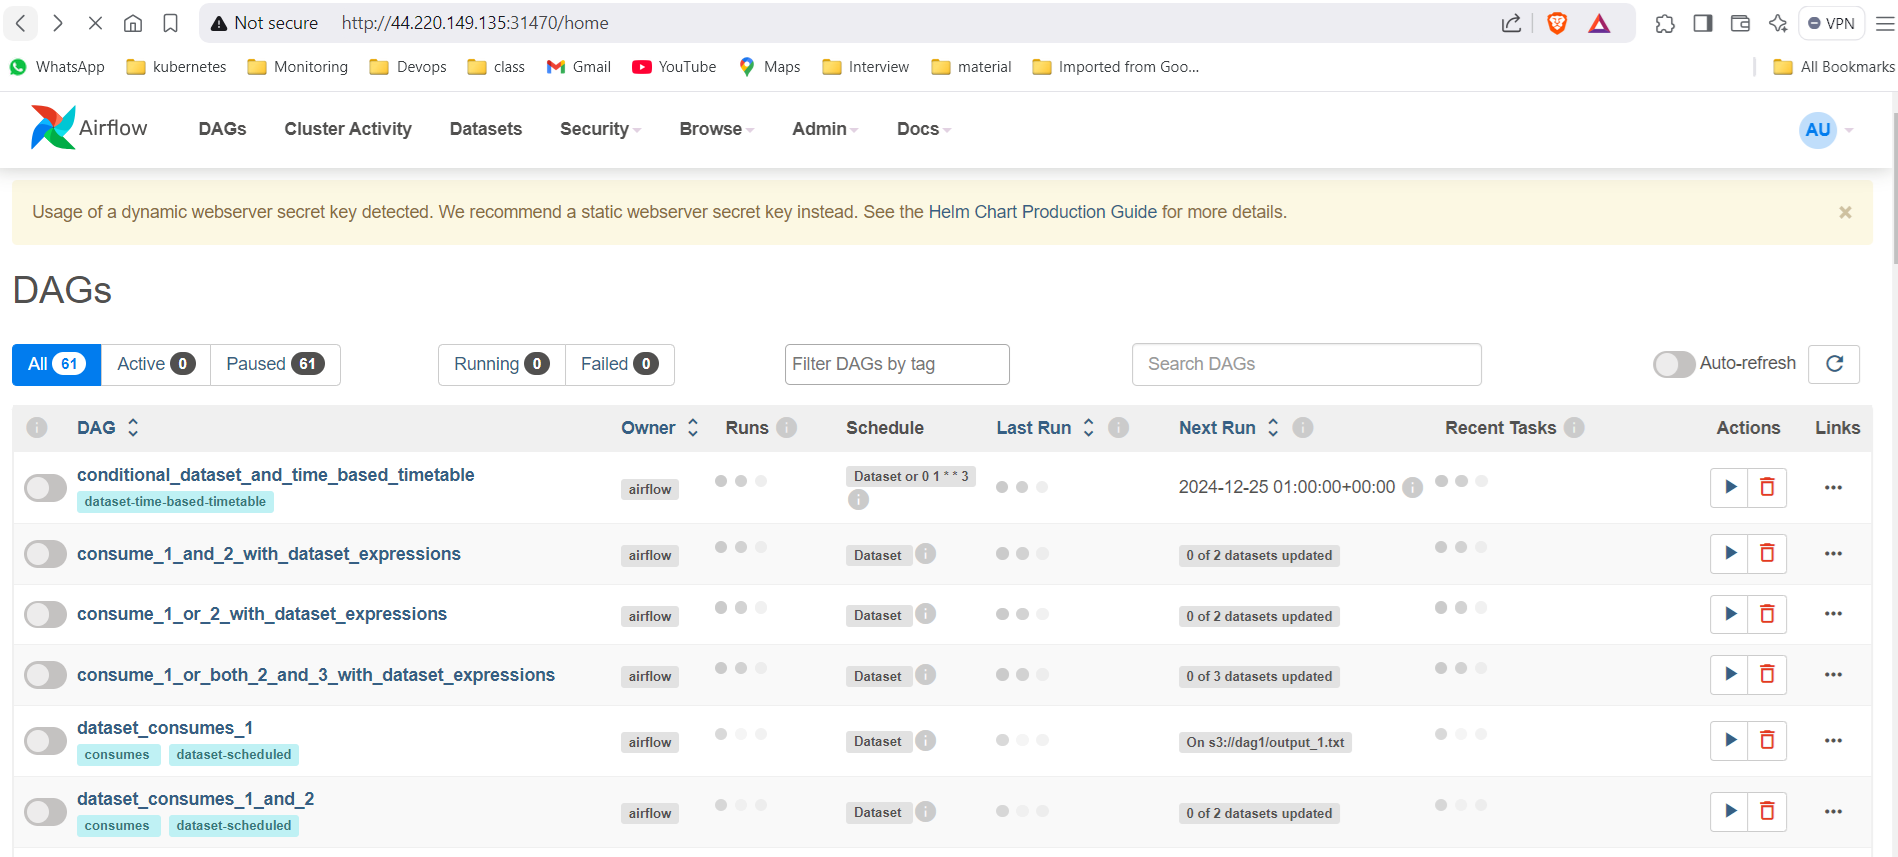 Not secure http://44.220.149.135:31470/home VPN
WhatsApp kubernetes Monitoring Devops class Gmail YouTube Maps Interview material Imported from Goo... All Bookmarks
Airflow DAGs Cluster Activity Datasets Security Browse Admin Docs AU
Usage of a dynamic webserver secret key detected. We recommend a static webserver secret key instead. See the Helm Chart Production Guide for more details. ×
DAGs
All 61 Active 0 Paused 61 Running 0 Failed 0 Filter DAGs by tag Search DAGs Auto-refresh
DAG Owner Runs Schedule Last Run Next Run Recent Tasks Actions Links
conditional_dataset_and_time_based_timetable airflow Dataset or 0 1 * * 3 2024-12-25 01:00:00+00:00
dataset-time-based-timetable
consume_1_and_2_with_dataset_expressions airflow Dataset 0 of 2 datasets updated
consume_1_or_2_with_dataset_expressions airflow Dataset 0 of 2 datasets updated
consume_1_or_both_2_and_3_with_dataset_expressions airflow Dataset 0 of 3 datasets updated
dataset_consumes_1 airflow Dataset On s3://dag1/output_1.txt
consumes dataset-scheduled
dataset_consumes_1_and_2 airflow Dataset 0 of 2 datasets updated
consumes dataset-scheduled